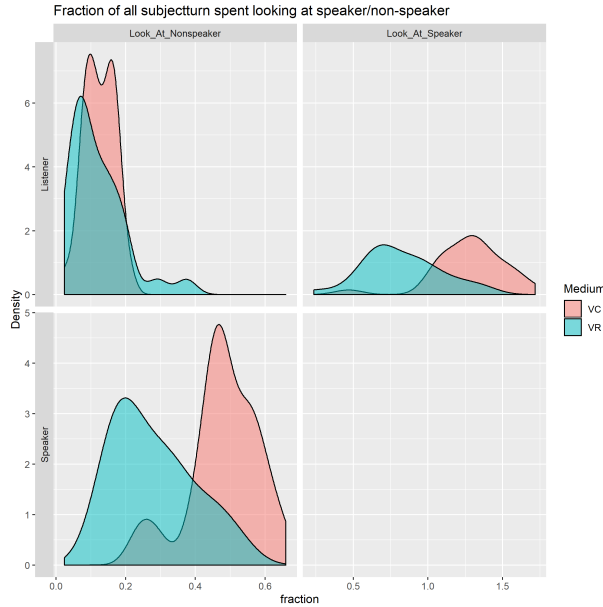 Fraction of all subjectturn spent looking at speaker/non-speaker
Look_At_Nonspeaker
Look_At_Speaker
Listener
6
4
2
0
Speaker
5
4
3
2
1
0
Density
0.0
0.2
0.4
0.6
0.5
1.0
1.5
fraction
Medium
VC
VR